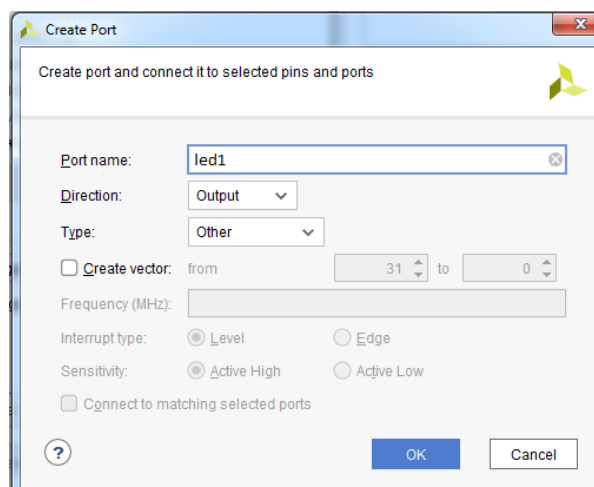 Create Port
Create port and connect it to selected pins and ports
Port name: led1
Direction: Output
Type: Other
Create vector: from 31 to 0
Frequency (MHz):
Interrupt type: Level Edge
Sensitivity: Active High Active Low
Connect to matching selected ports
? OK Cancel